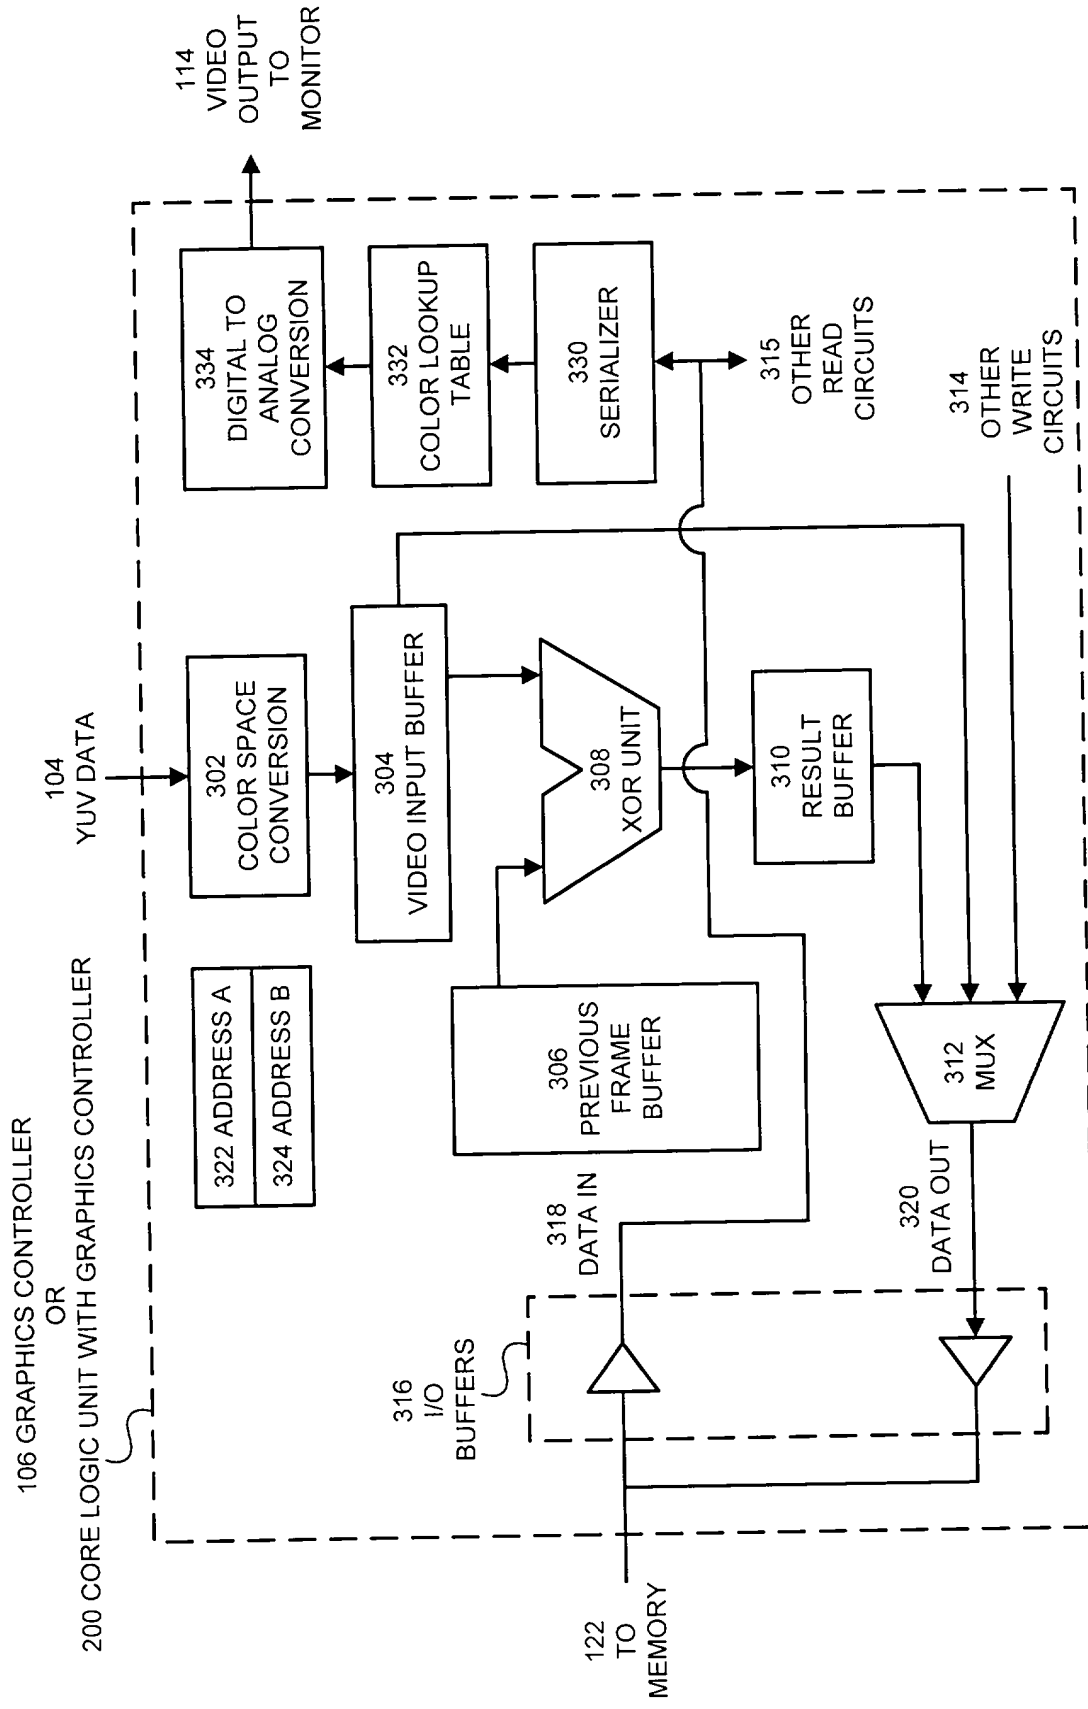 106 GRAPHICS CONTROLLER
OR
200 CORE LOGIC UNIT WITH GRAPHICS CONTROLLER
104
YUV DATA
114
VIDEO
OUTPUT
TO
MONITOR
322 ADDRESS A
324 ADDRESS B
302
COLOR SPACE
CONVERSION
334
DIGITAL TO
ANALOG
CONVERSION
304
VIDEO INPUT BUFFER
332
COLOR LOOKUP
TABLE
306
PREVIOUS
FRAME
BUFFER
308
XOR UNIT
330
SERIALIZER
316
I/O
BUFFERS
318
DATA IN
310
RESULT
BUFFER
315
OTHER
READ
CIRCUITS
122
TO
MEMORY
320
DATA OUT
312
MUX
314
OTHER
WRITE
CIRCUITS